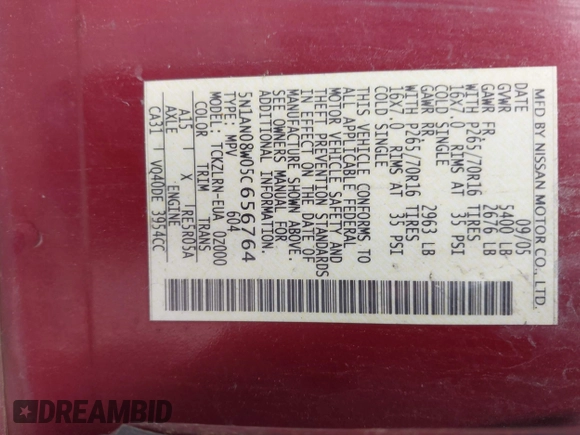 MFD BY NISSAN MOTOR CO., LTD.
DATE 09/05
GVWR 5400 LB
GAWR FR. 2676 LB
WITH P265/70R16 TIRES
16X7.0 RIMS AT 35 PSI
COLD SINGLE
GAWR RR. 2963 LB
WITH P265/70R16 TIRES
16X7.0 RIMS AT 35 PSI
COLD SINGLE
THIS VEHICLE CONFORMS TO
ALL APPLICABLE FEDERAL
MOTOR VEHICLE SAFETY AND
THEFT PREVENTION STANDARDS
IN EFFECT ON THE DATE OF
MANUFACTURE SHOWN ABOVE.
SEE OWNERS MANUAL FOR
ADDITIONAL INFORMATION.
5N1AN08W05C656764
TYPE: MPV 604
MODEL: TCKZLRN-EUA 0Z000
COLOR TRIM TRANS
A15 X RE5R05A
AXLE ENGINE
CA31 VQ40DE 3954CC
DREAMBID